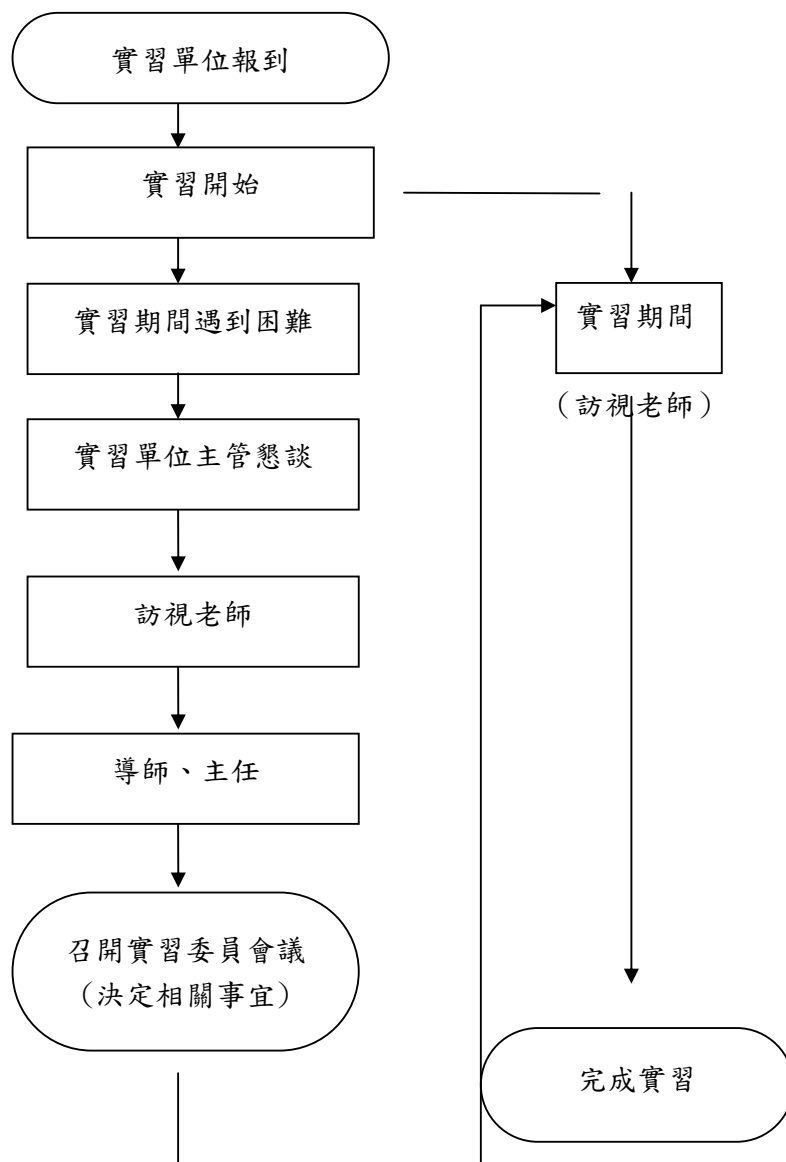 實習單位報到
實習開始
實習期間遇到困難
實習單位主管懇談
訪視老師
導師、主任
召開實習委員會議
（決定相關事宜）
實習期間
（訪視老師）
完成實習